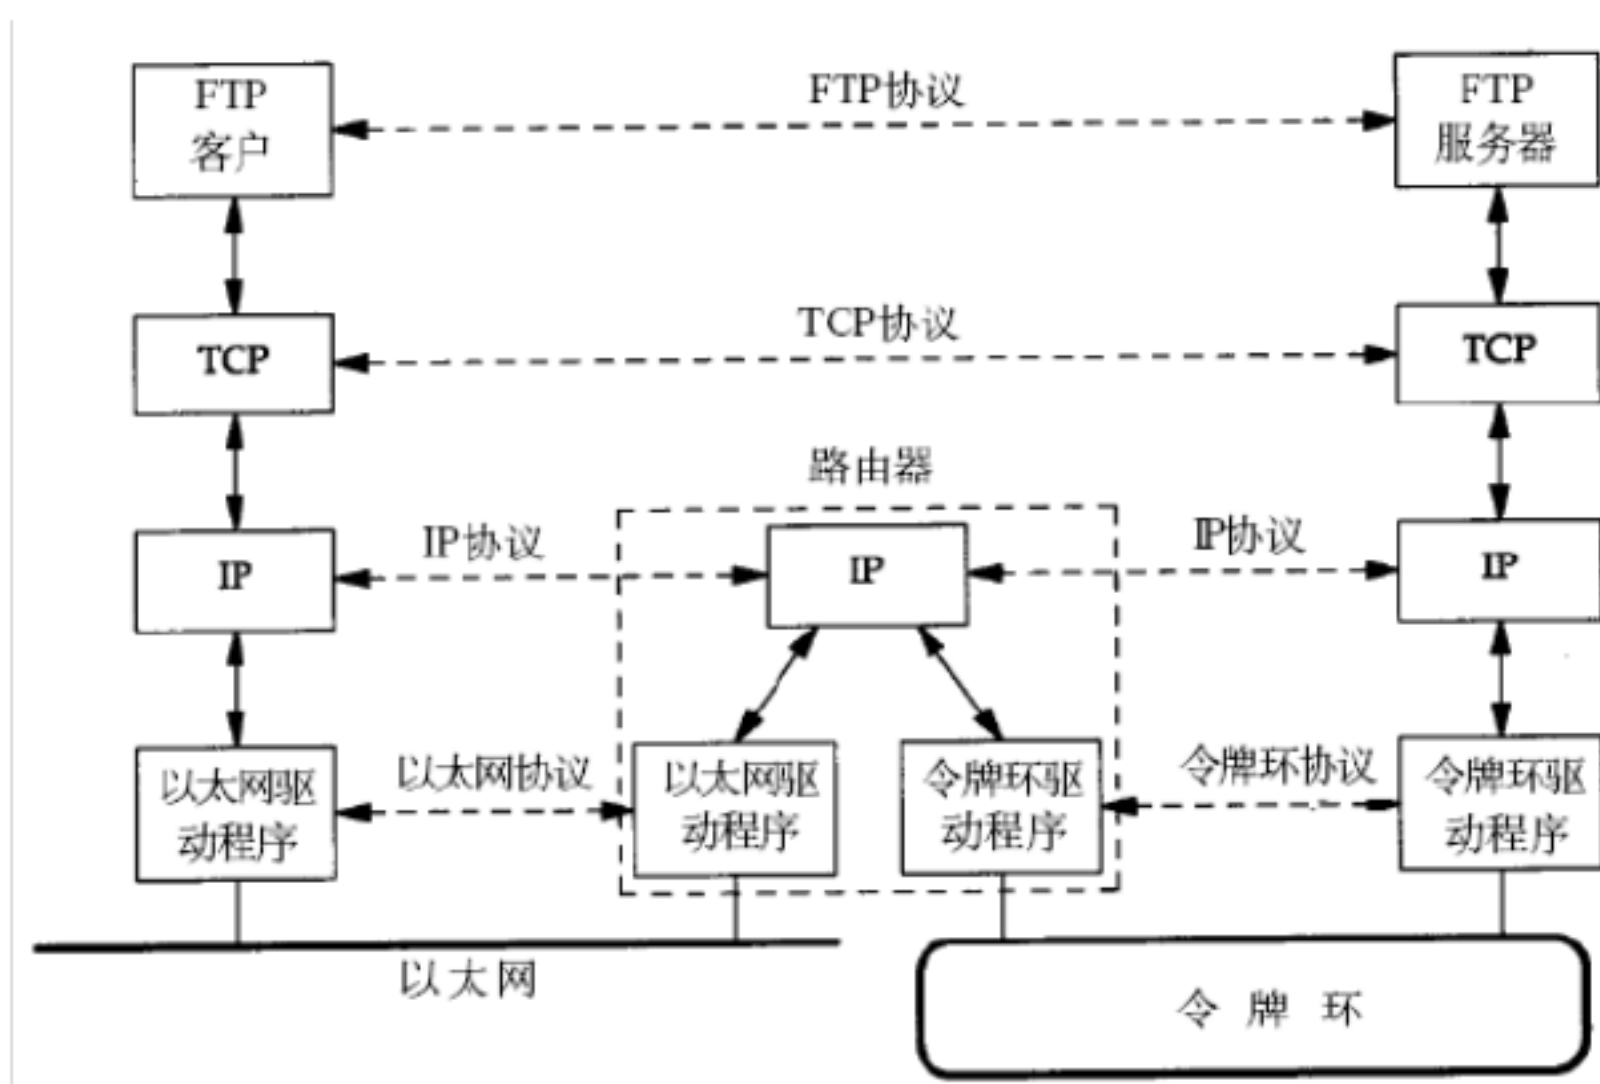 FTP
客户
FTP协议
FTP
服务器
TCP
TCP协议
TCP
路由器
IP
IP协议
IP
IP协议
IP
以太网驱
动程序
以太网协议
以太网驱
动程序
令牌环驱
动程序
令牌环协议
令牌环驱
动程序
以太网
令牌环